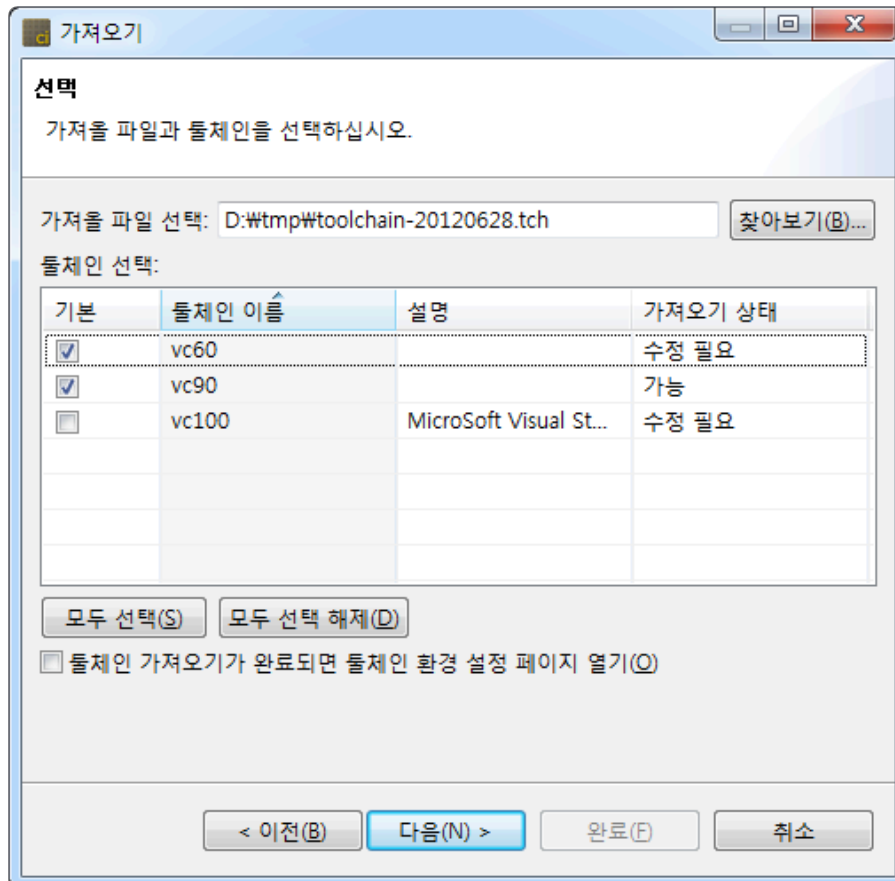 ci 가져오기
선택
가져올 파일과 툴체인을 선택하십시오.
가져올 파일 선택: D:₩tmp₩toolchain-20120628.tch 찾아보기(B)...
툴체인 선택:
기본 툴체인 이름 설명 가져오기 상태
vc60 수정 필요
vc90 가능
vc100 MicroSoft Visual St... 수정 필요
모두 선택(S) 모두 선택 해제(D)
툴체인 가져오기가 완료되면 툴체인 환경 설정 페이지 열기(O)
< 이전(B) 다음(N) > 완료(F) 취소